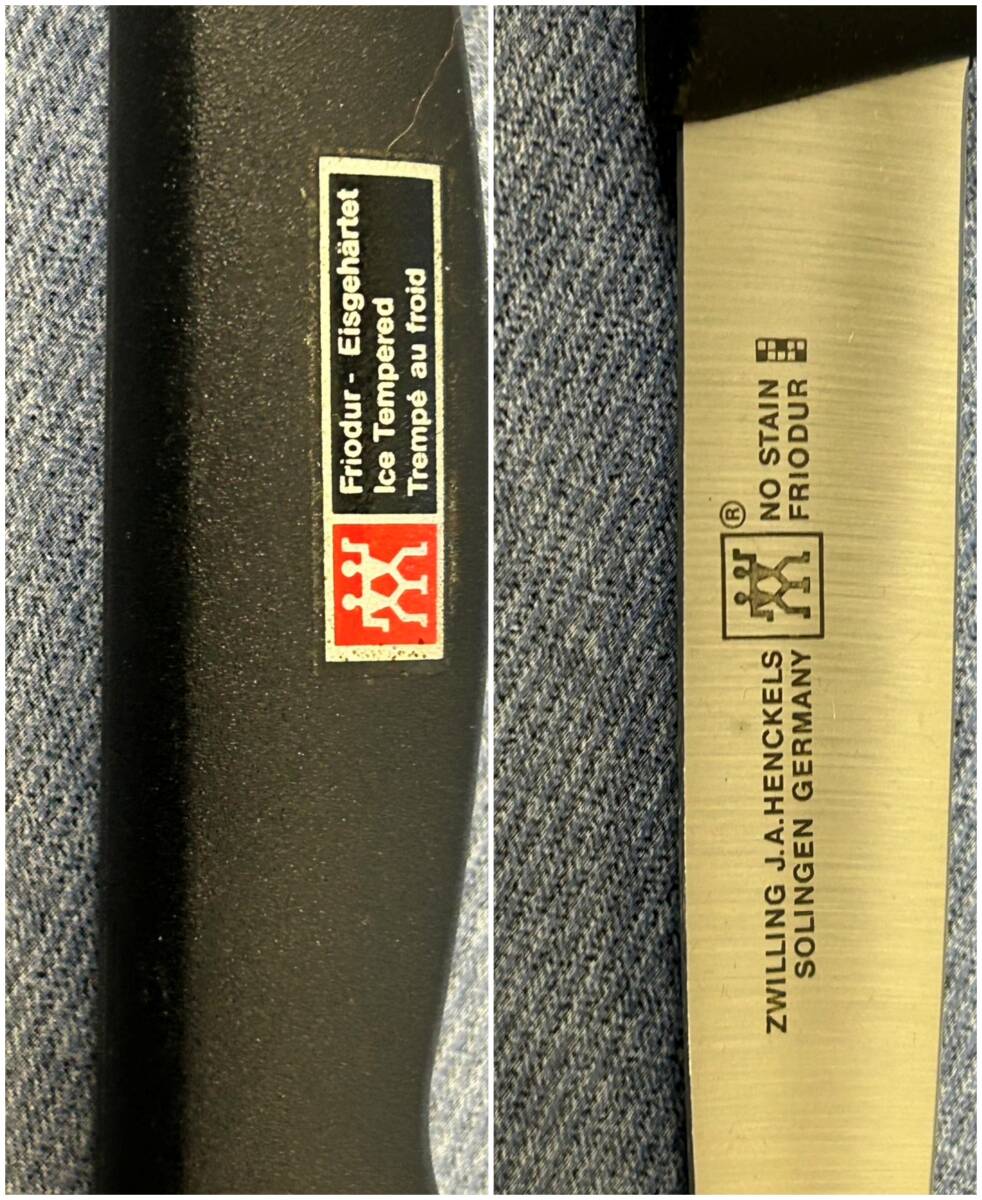 Friodur - Eisgehärtet
Ice Tempered
Trempé au froid
ZWILLING J.A.HENCKELS
SOLINGEN GERMANY
®
NO STAIN
FRIODUR